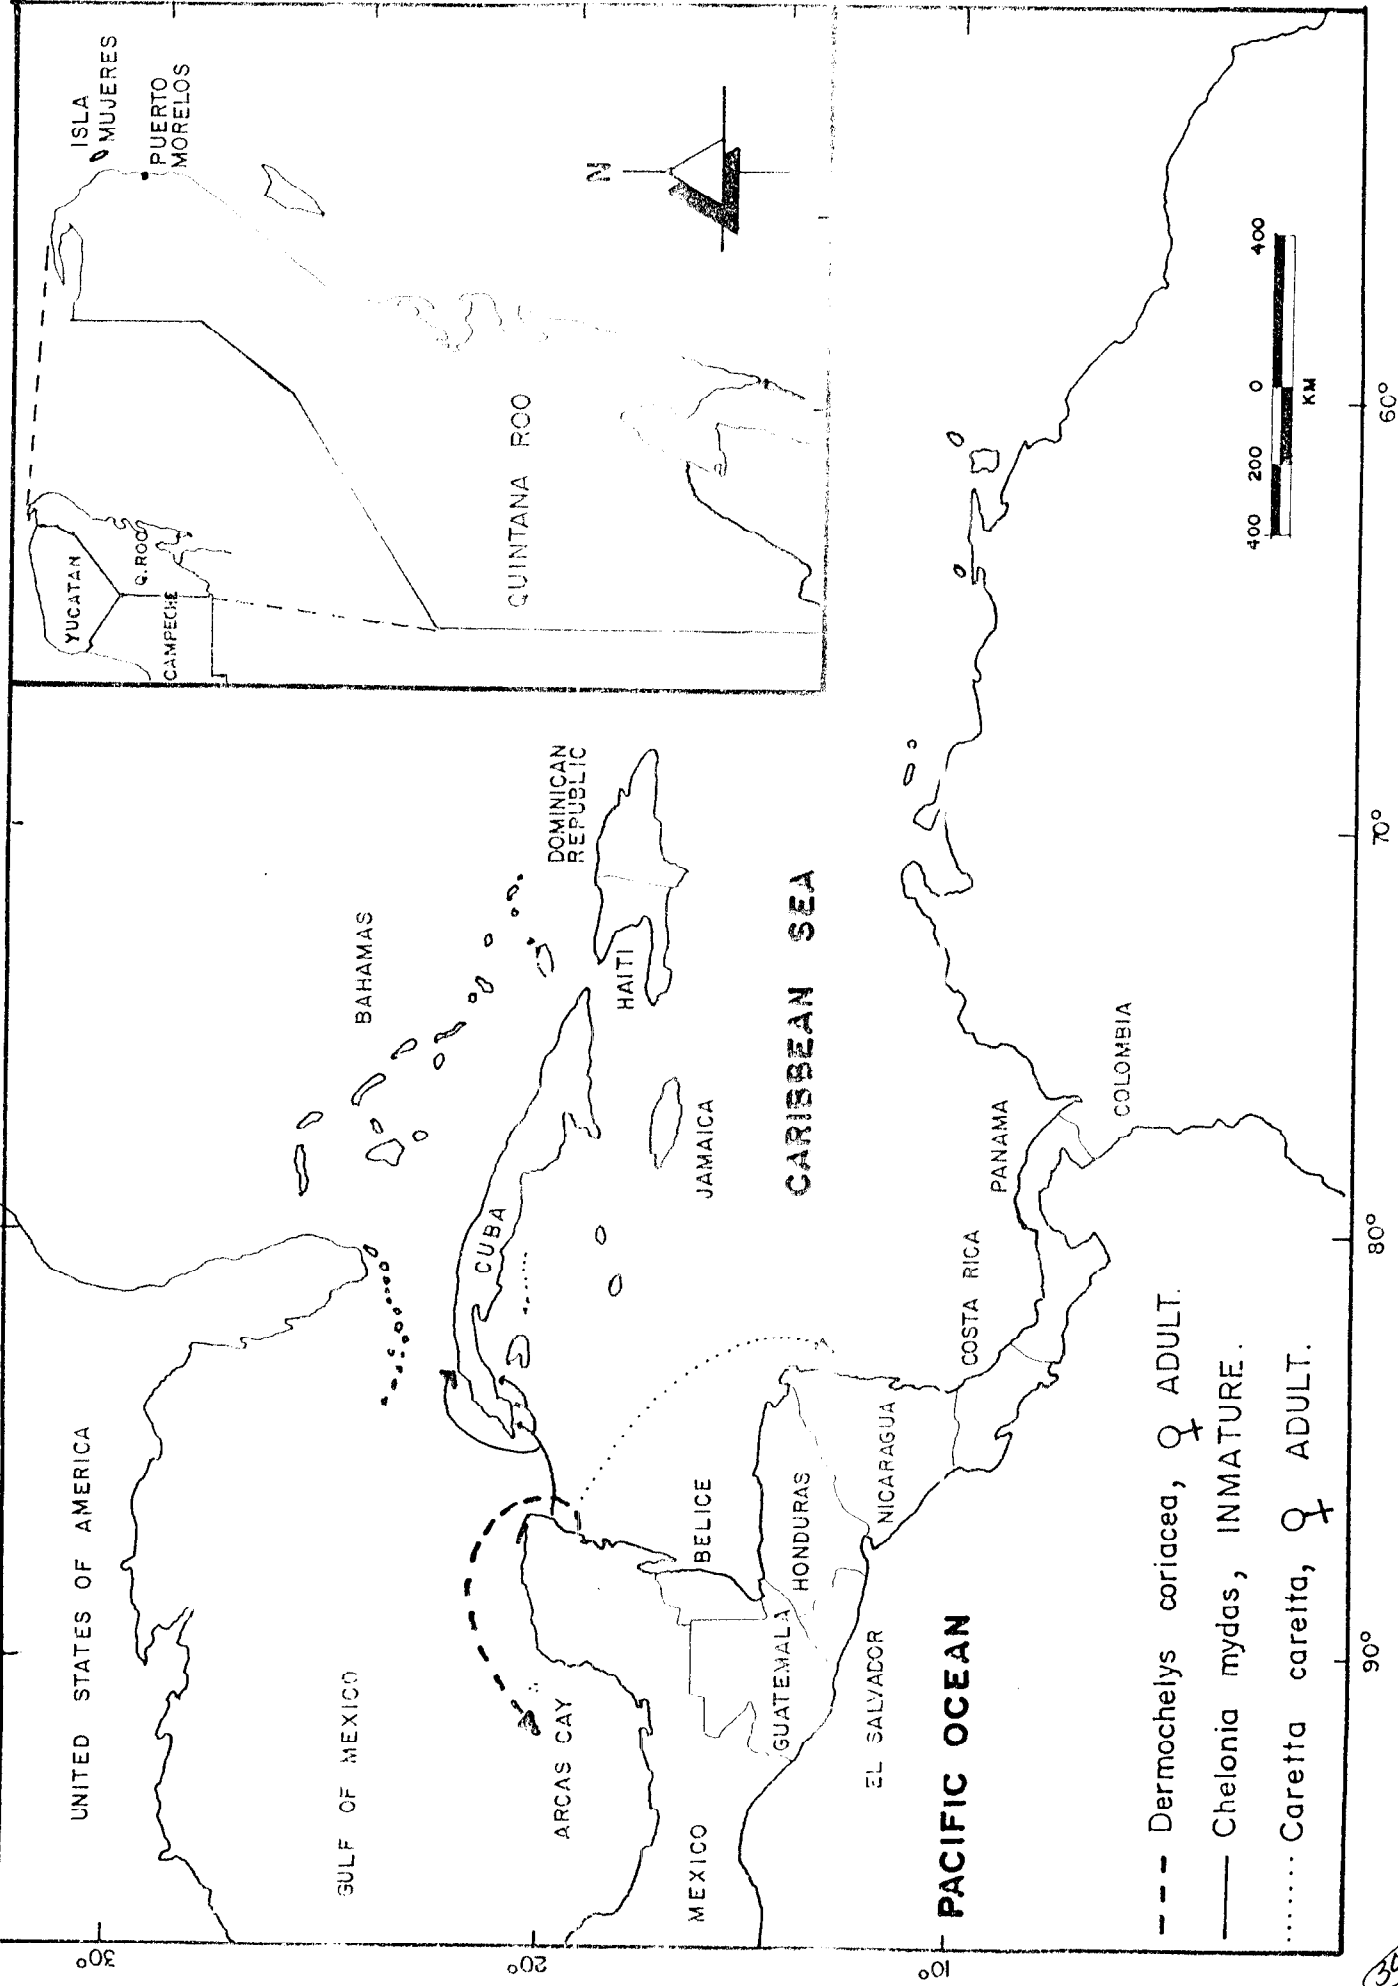 UNITED STATES OF AMERICA
GULF OF MEXICO
BAHAMAS
CUBA
ARCAS CAY
MEXICO
BELICE
GUATEMALA
HONDURAS
EL SALVADOR
NICARAGUA
COSTA RICA
PANAMA
COLOMBIA
JAMAICA
HAITI
DOMINICAN
REPUBLIC
CARIBBEAN SEA
PACIFIC OCEAN
YUCATAN
Q.ROO
CAMPECHE
QUINTANA ROO
ISLA
MUJERES
PUERTO
MORELOS
N
400 200 0 400
KM
Dermochelys coriacea, ♀ ADULT.
Chelonia mydas, INMATURE.
Caretta caretta, ♀ ADULT.
30°
20°
10°
90°
80°
70°
60°